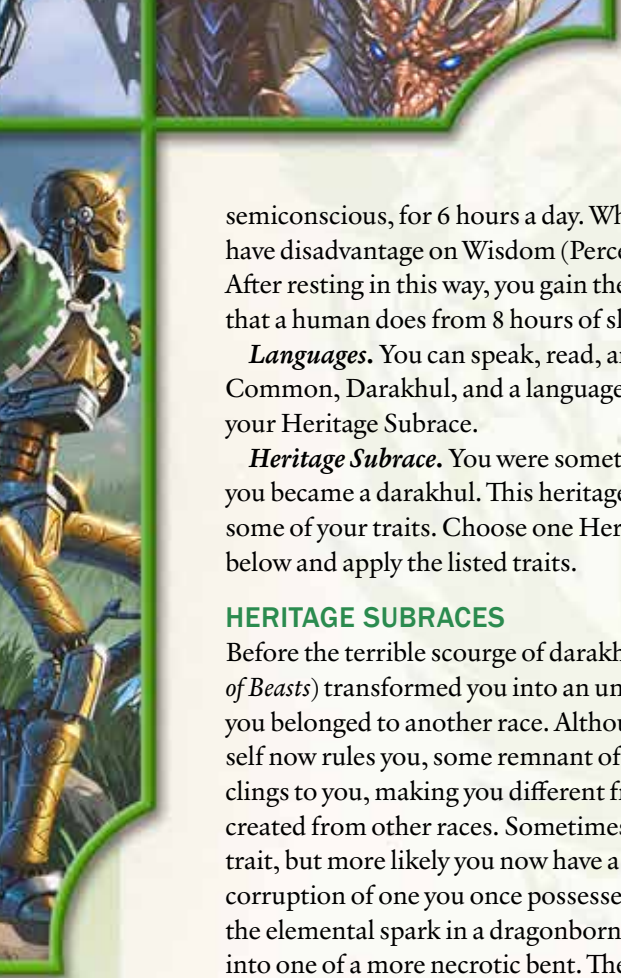 semiconscious, for 6 hours a day.
have disadvantage on Wisdom
After resting in this way, you gain the
that a human does from 8 hours of
Languages. You can speak, read,
Common, Darakhul, and a language
your Heritage Subrace.
Heritage Subrace. You were
you became a darakhul. This heritage
some of your traits. Choose one
below and apply the listed traits.
HERITAGE SUBRACES
Before the terrible scourge of
of Beasts) transformed you into an
you belonged to another race.
self now rules you, some remnant of
clings to you, making you different
created from other races. Sometimes
trait, but more likely you now have a
corruption of one you once
the elemental spark in a dragonborn
into one of a more necrotic bent.